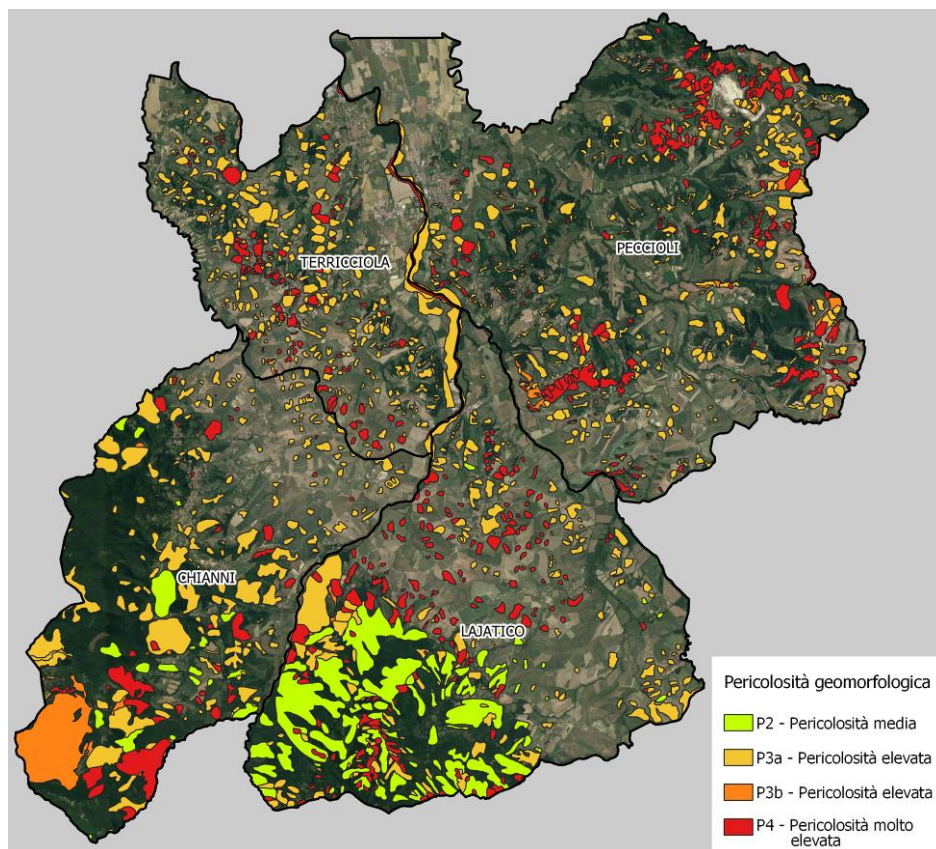 TERRICCIOLA
PECCIOLI
CHIANNI
LAJATICO
Pericolosità geomorfologica
P2 - Pericolosità media
P3a - Pericolosità elevata
P3b - Pericolosità elevata
P4 - Pericolosità molto
elevata